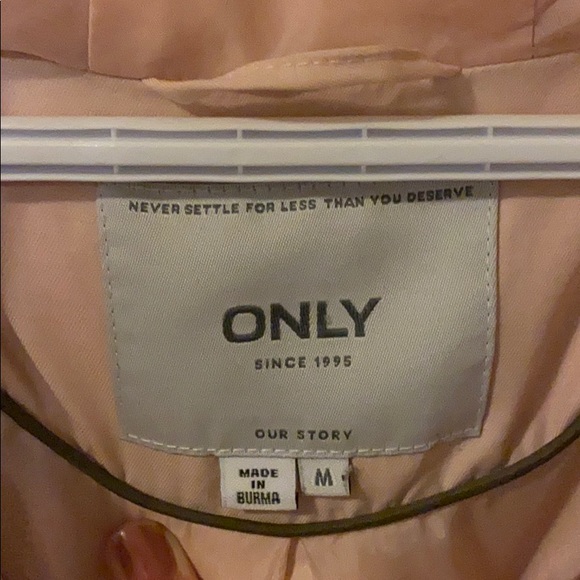 NEVER SETTLE FOR LESS THAN YOU DESERVE
ONLY
SINCE 1995
OUR STORY
MADE
IN
BURMA
M